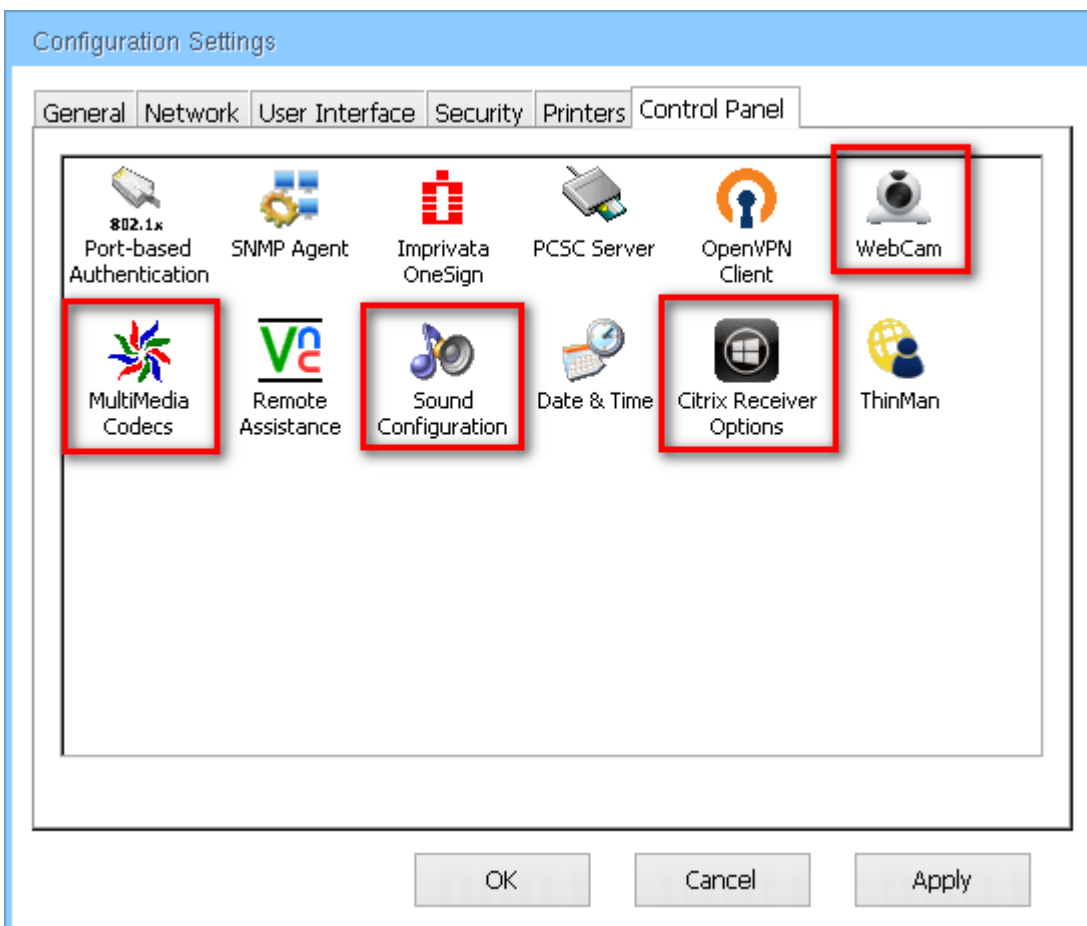 Configuration Settings
General Network User Interface Security Printers Control Panel
802.1x
Port-based
Authentication
SNMP Agent
Imprivata
OneSign
PCSC Server
OpenVPN
Client
WebCam
MultiMedia
Codecs
Vnc
Remote
Assistance
Sound
Configuration
Date & Time
Citrix Receiver
Options
ThinMan
OK Cancel Apply